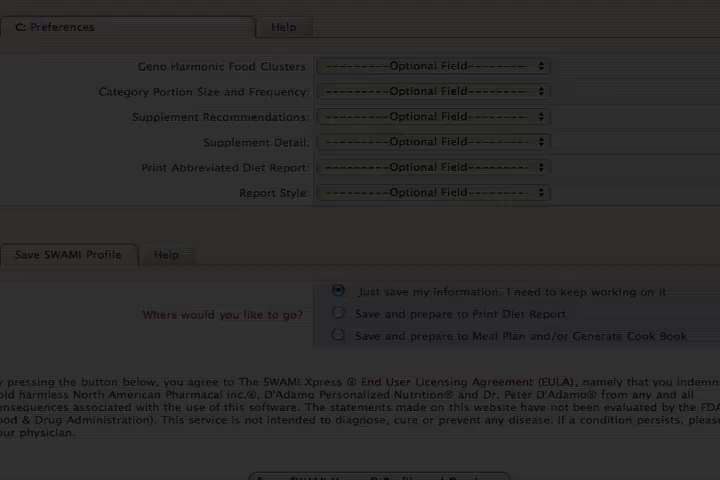 C: Preferences Help
Geno Harmonic Food Clusters: ---------Optional Field---------
Category Portion Size and Frequency: ---------Optional Field---------
Supplement Recommendations: ---------Optional Field---------
Supplement Detail: ---------Optional Field---------
Print Abbreviated Diet Report: ---------Optional Field---------
Report Style: ---------Optional Field---------
Save SWAMI Profile Help
Just save my information. I need to keep working on it
Where would you like to go? Save and prepare to Print Diet Report
Save and prepare to Meal Plan and/or Generate Cook Book
pressing the button below, you agree to The SWAMI Xpress ® End User Licensing Agreement (EULA), namely that you
harmless North American Pharmacal Inc.®, D'Adamo Personalized Nutrition® and Dr. Peter D'Adamo® from any and all
associated with the use of this software. The statements made on this website have not been evaluated by the FDA
& Drug Administration). This service is not intended to diagnose, cure or prevent any disease. If a condition persists,
physician.